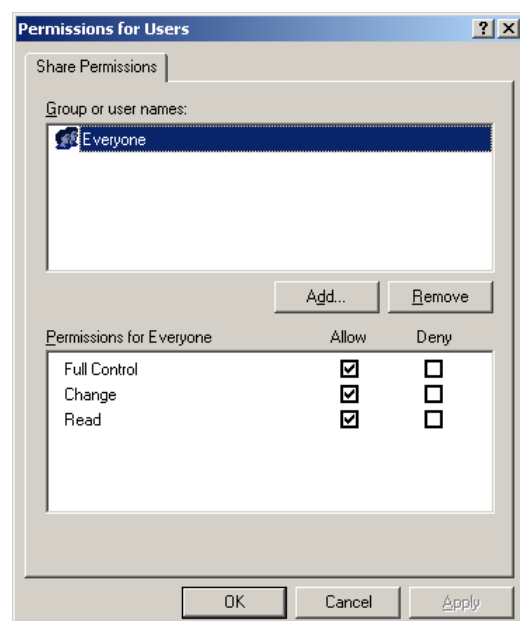 Permissions for Users
Share Permissions
Group or user names:
Everyone
Add... Remove
Permissions for Everyone Allow Deny
Full Control
Change
Read
OK Cancel Apply